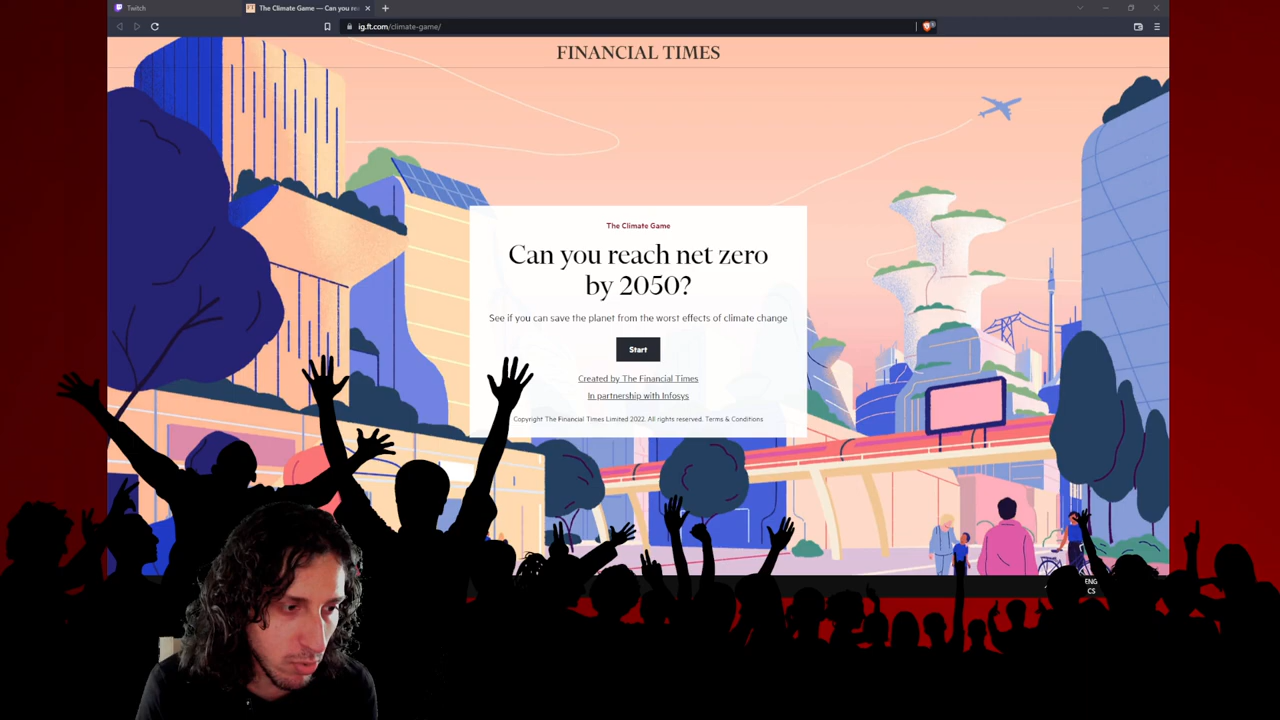 Twitch
The Climate Game — Can you re
ig.ft.com/climate-game/
FINANCIAL TIMES
The Climate Game
Can you reach net zero
by 2050?
See if you can save the planet from the worst effects of climate change
Start
Created by The Financial Times
In partnership with Infosys
Copyright The Financial Times Limited 2022. All rights reserved. Terms & Conditions
ENG
CS